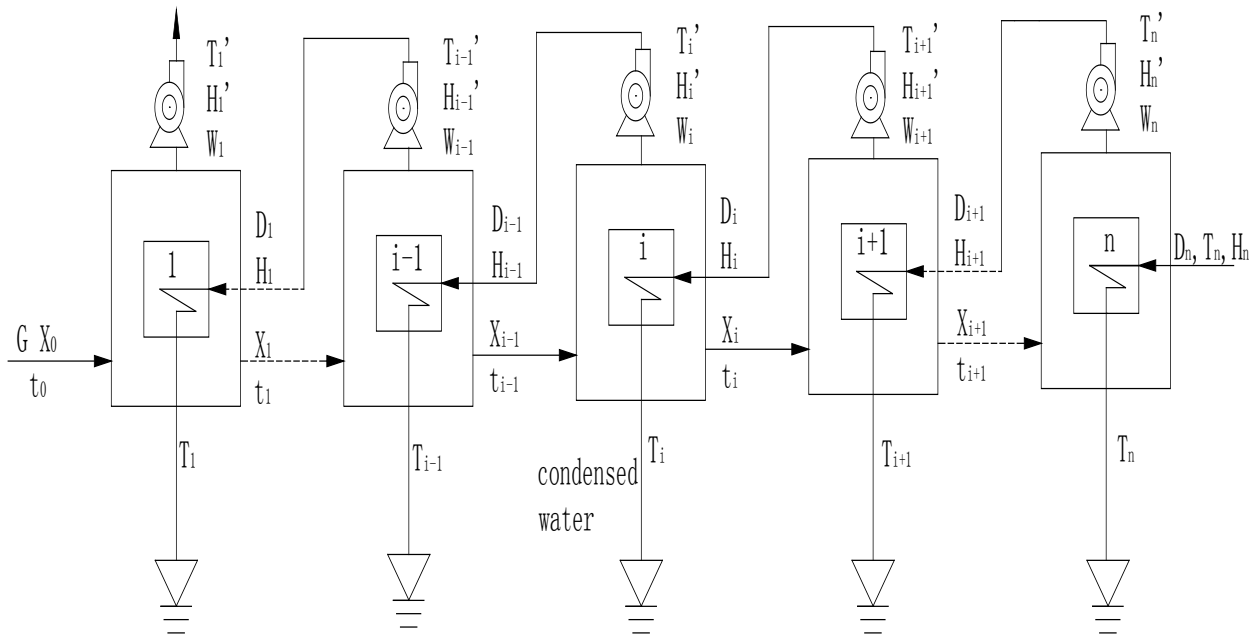 T₁’
H₁’
W₁
Tᵢ₋₁’
Hᵢ₋₁’
Wᵢ₋₁
Tᵢ’
Hᵢ’
Wᵢ
Tᵢ₊₁’
Hᵢ₊₁’
Wᵢ₊₁
Tₙ’
Hₙ’
Wₙ
1
D₁
H₁
i-1
Dᵢ₋₁
Hᵢ₋₁
i
Dᵢ
Hᵢ
i+1
Dᵢ₊₁
Hᵢ₊₁
n
Dₙ, Tₙ, Hₙ
G X₀
t₀
X₁
t₁
Xᵢ₋₁
tᵢ₋₁
Xᵢ
tᵢ
Xᵢ₊₁
tᵢ₊₁
T₁
Tᵢ₋₁
condensed
water
Tᵢ
Tᵢ₊₁
Tₙ